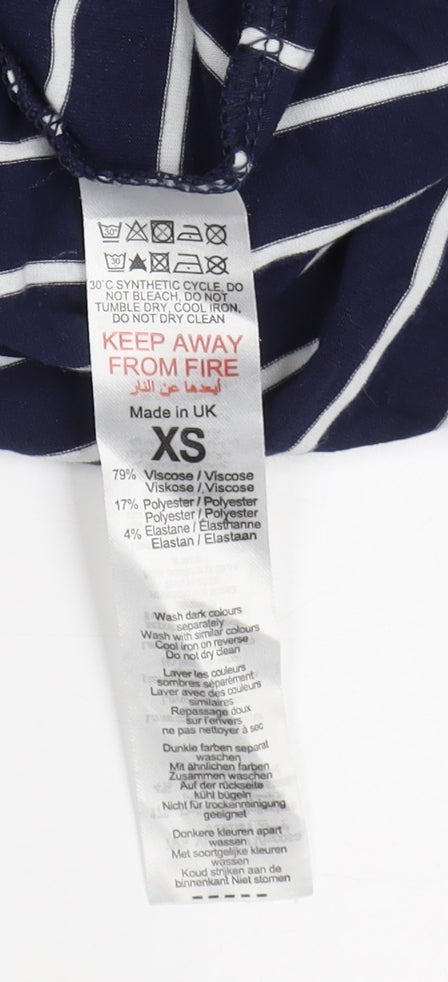 30°
30
30°C SYNTHETIC CYCLE, DO
NOT BLEACH, DO NOT
TUMBLE DRY, COOL IRON,
DO NOT DRY CLEAN
KEEP AWAY
FROM FIRE
أبعدها عن النار
Made in UK
XS
79% Viscose / Viscose
Viskose / Viscose
17% Polyester / Polyester
Polyester / Polyester
4% Elastane / Elasthanne
Elastan / Elastaan
Wash dark colours
separately
Wash with similar colours
Cool iron on reverse
Do not dry clean
Laver les couleurs
sombres séparément
Laver avec des couleurs
similaires
Repassage doux
sur l'envers
ne pas nettoyer à sec
Dunkle farben separat
waschen
Mit ähnlichen farben
Zusammen waschen
Auf der rückseite
kühl bügeln
Nicht für trockenreinigung
geeignet
Donkere kleuren apart
wassen
Met soortgelijke kleuren
wassen
Koud strijken aan de
binnenkant Niet stomen